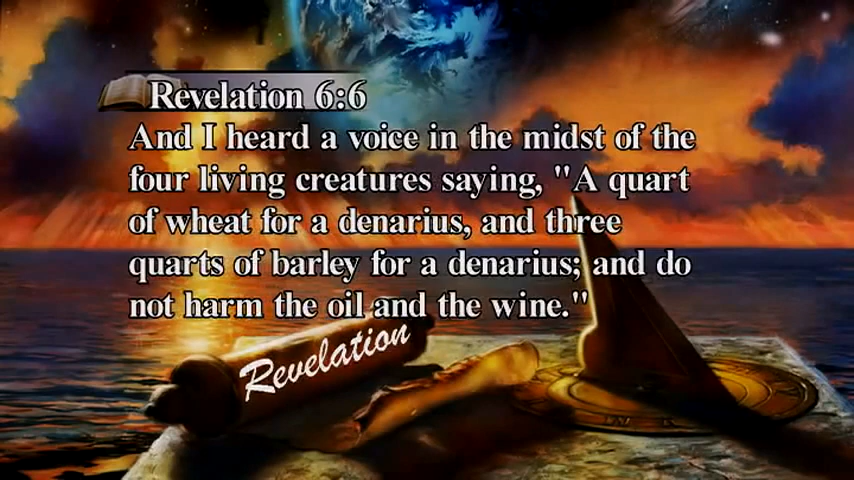 Revelation 6:6
And I heard a voice in the midst of the
four living creatures saying, "A quart
of wheat for a denarius, and three
quarts of barley for a denarius; and do
not harm the oil and the wine."
Revelation